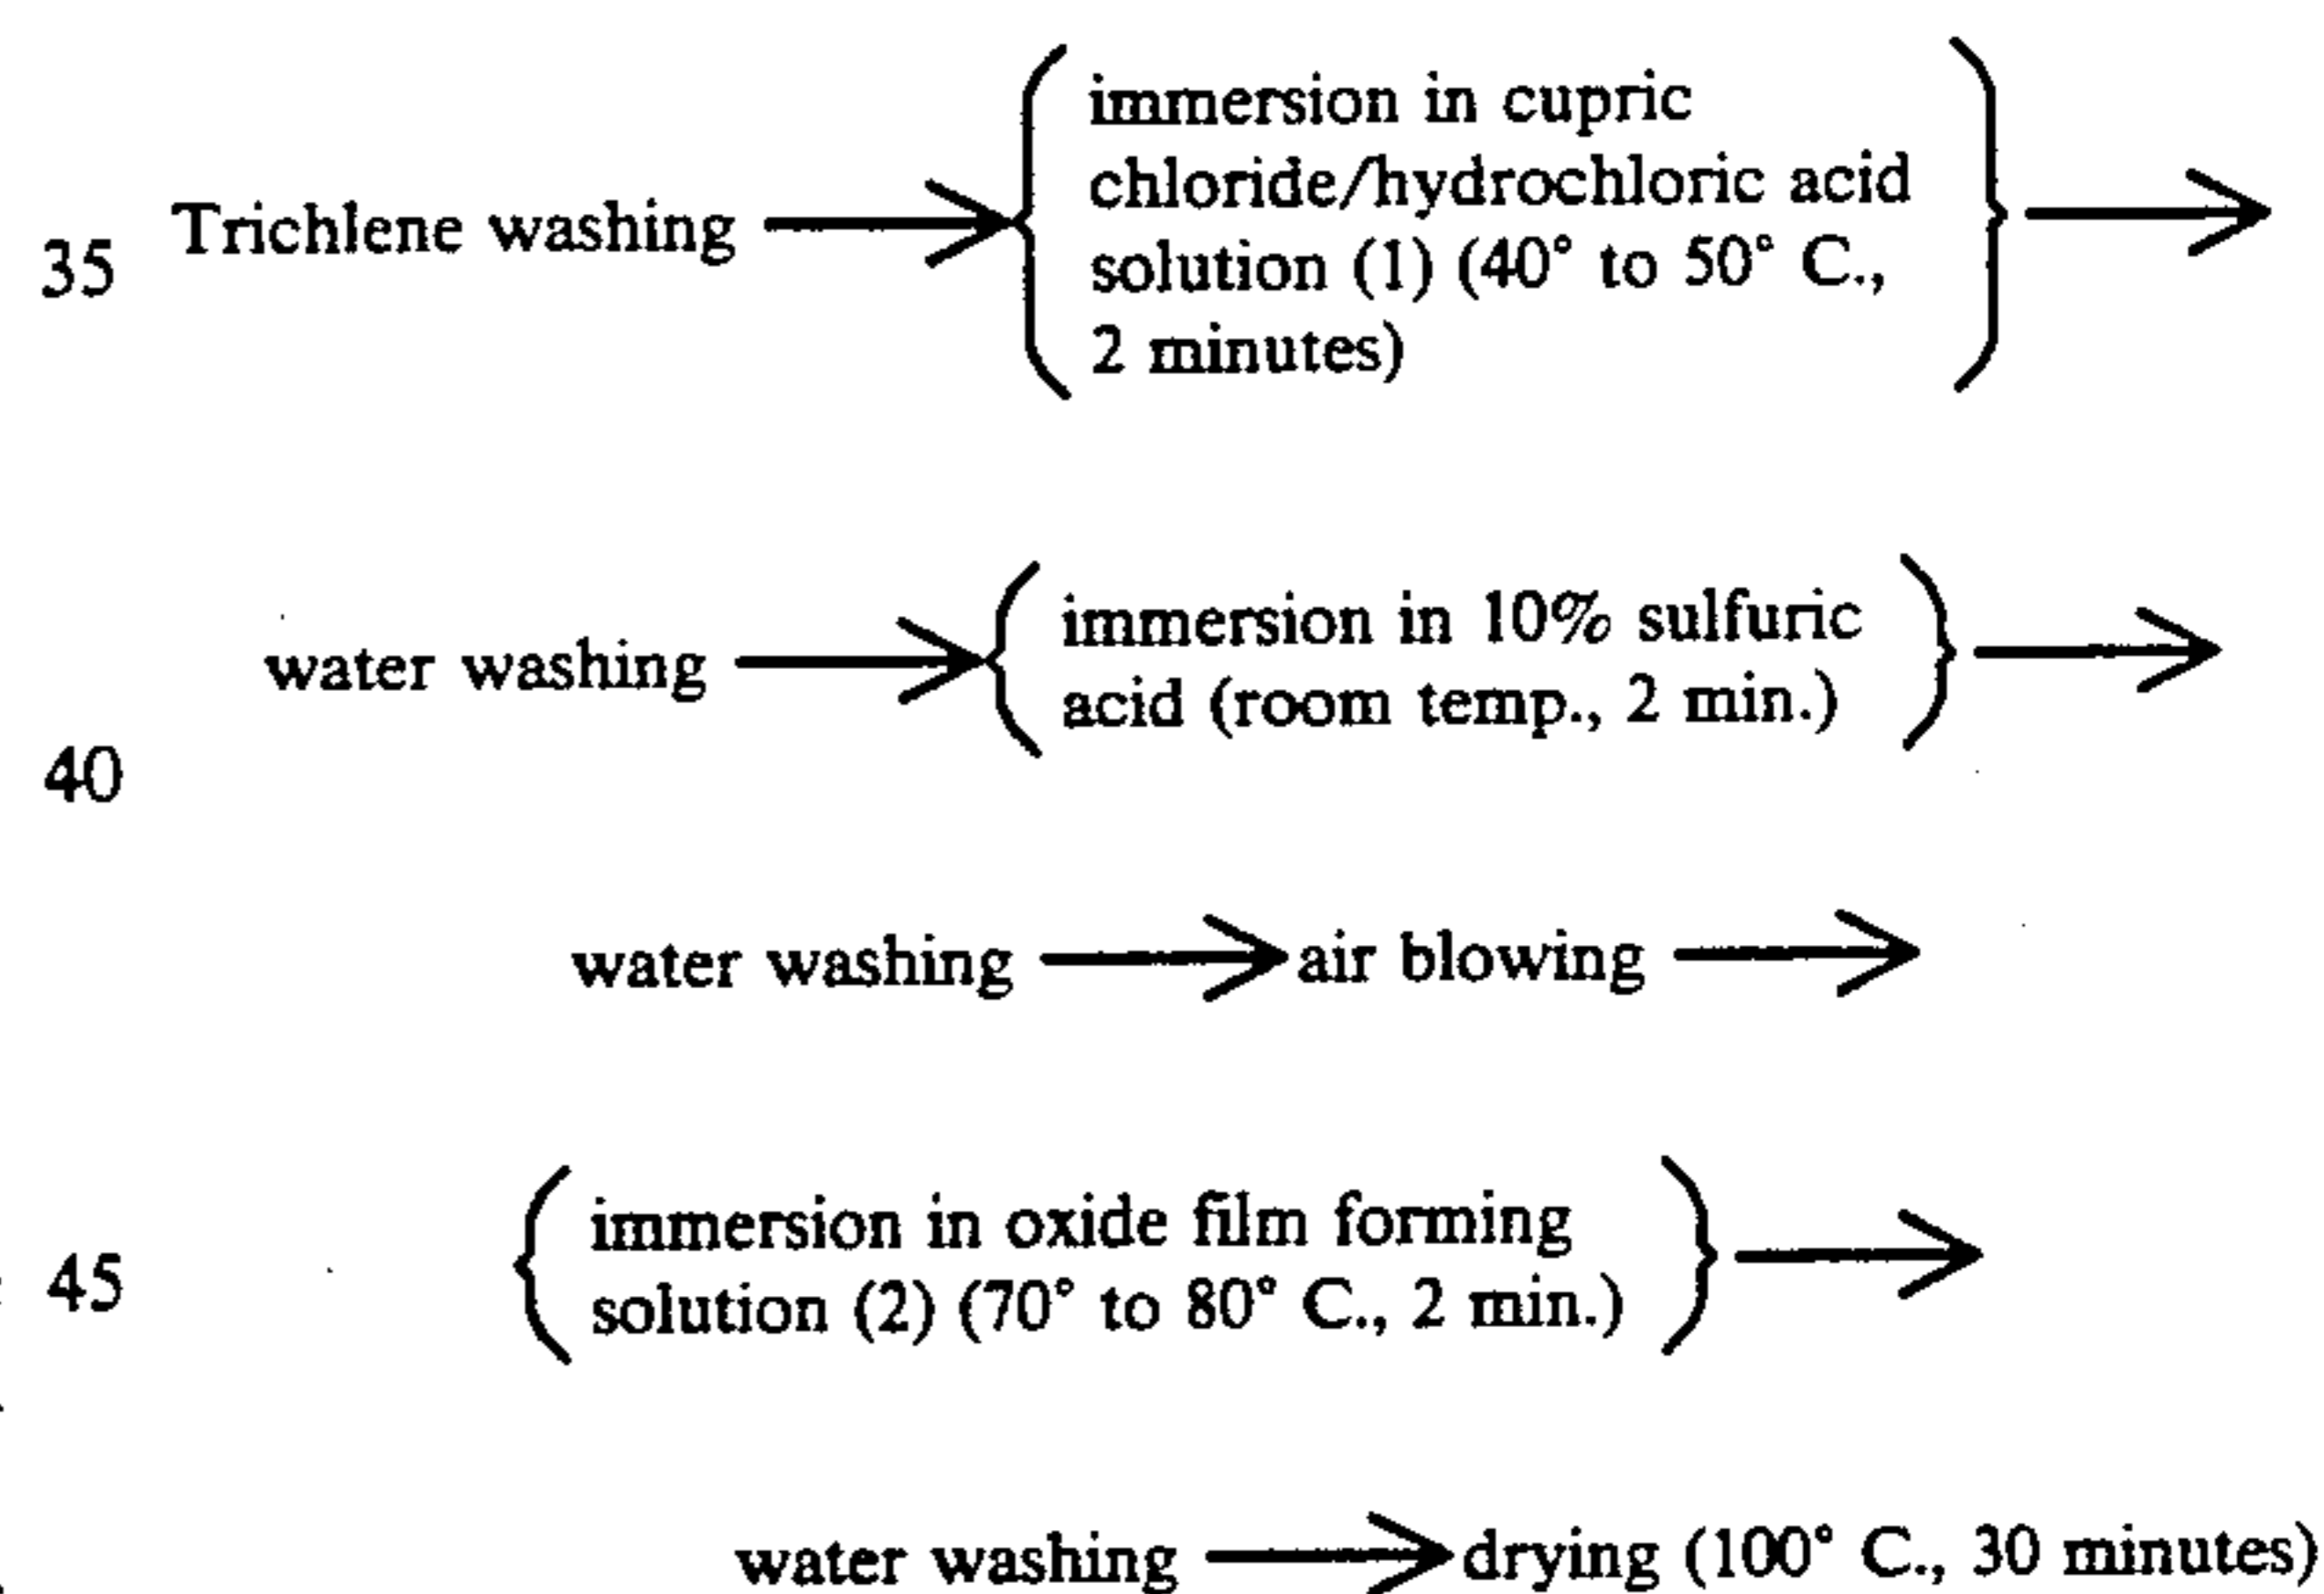 immersion in cupric
chloride/hydrochloric acid
35 Trichlene washing solution (1) (40° to 50° C.,
2 minutes)
water washing immersion in 10% sulfuric
acid (room temp., 2 min.)
40
water washing air blowing
immersion in oxide film forming
45 solution (2) (70° to 80° C., 2 min.)
water washing drying (100° C., 30 minutes)